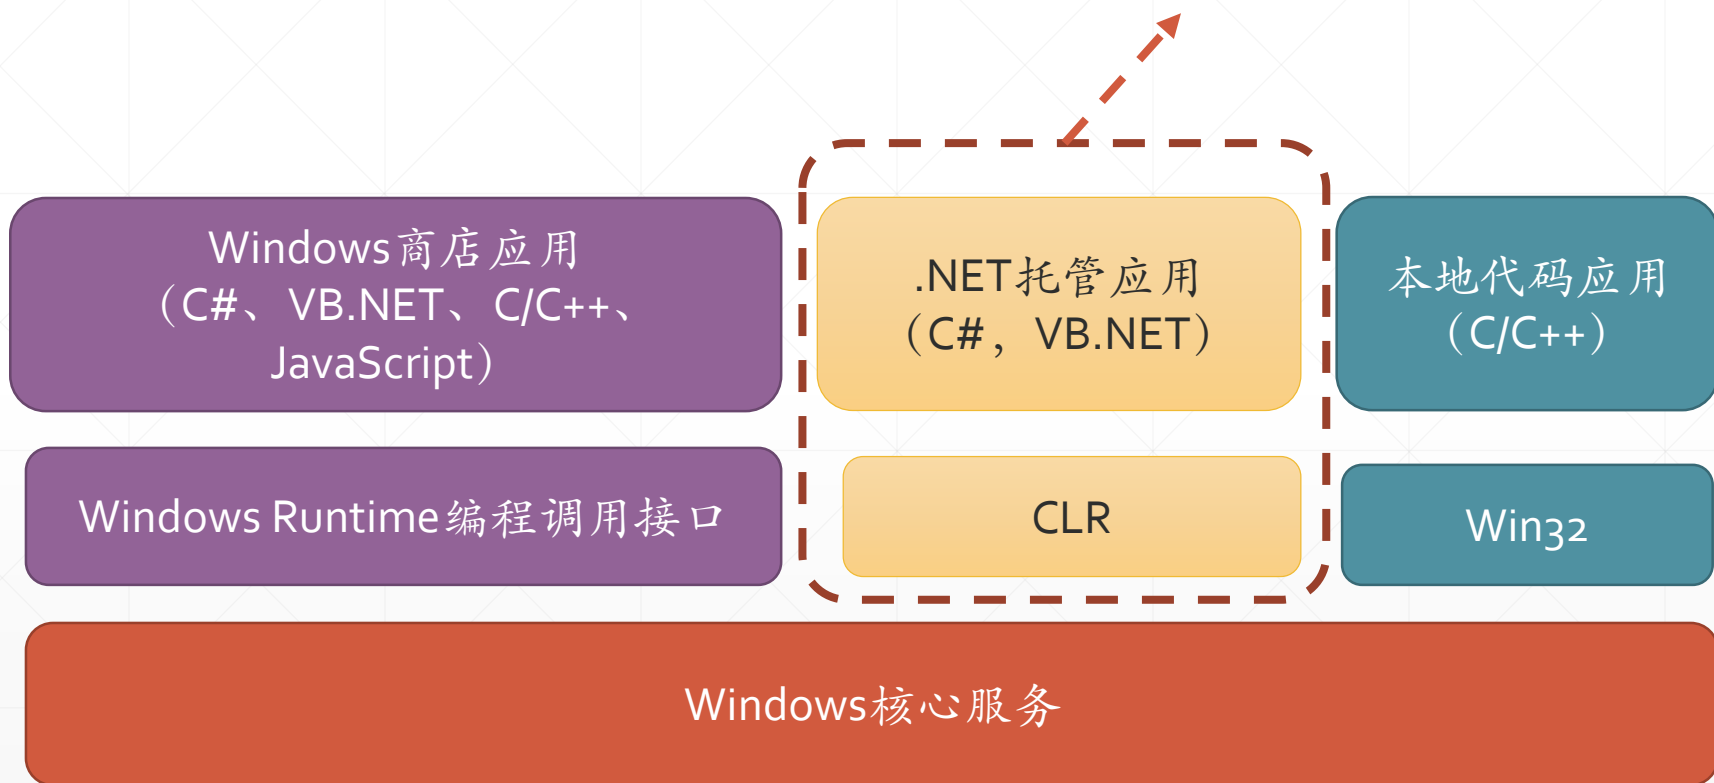 Windows商店应用
（C#、VB.NET、C/C++、
JavaScript）
.NET托管应用
（C#，VB.NET）
本地代码应用
（C/C++）
Windows Runtime编程调用接口
CLR
Win32
Windows核心服务